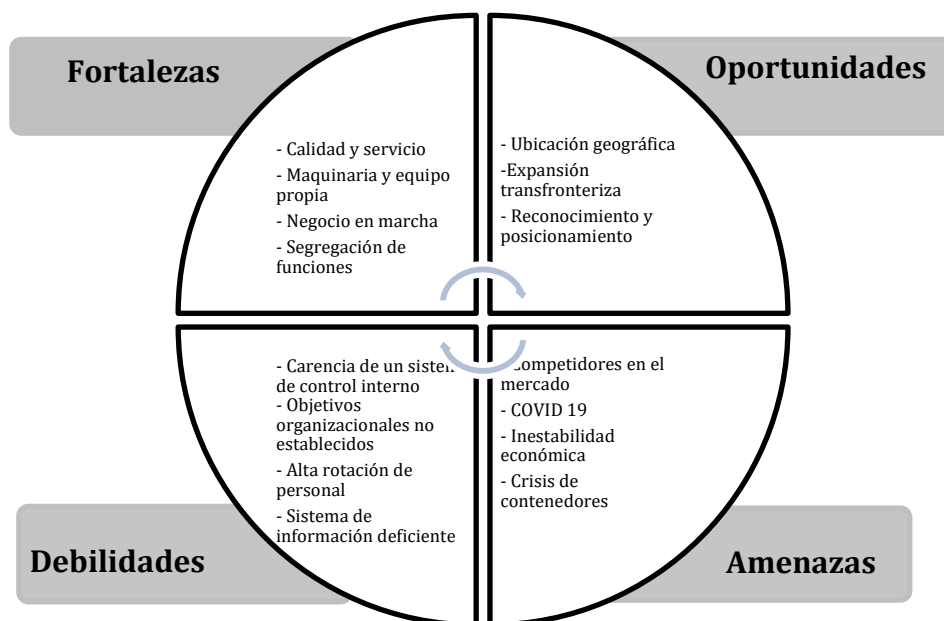 Fortalezas
- Calidad y servicio
- Maquinaria y equipo
propia
- Negocio en marcha
- Segregación de
funciones
Oportunidades
- Ubicación geográfica
-Expansión
transfronteriza
- Reconocimiento y
posicionamiento
Debilidades
- Carencia de un
de control interno
- Objetivos
organizacionales no
establecidos
- Alta rotación de
personal
- Sistema de
información deficiente
Amenazas
- Competidores en el
mercado
- COVID 19
- Inestabilidad
económica
- Crisis de
contenedores